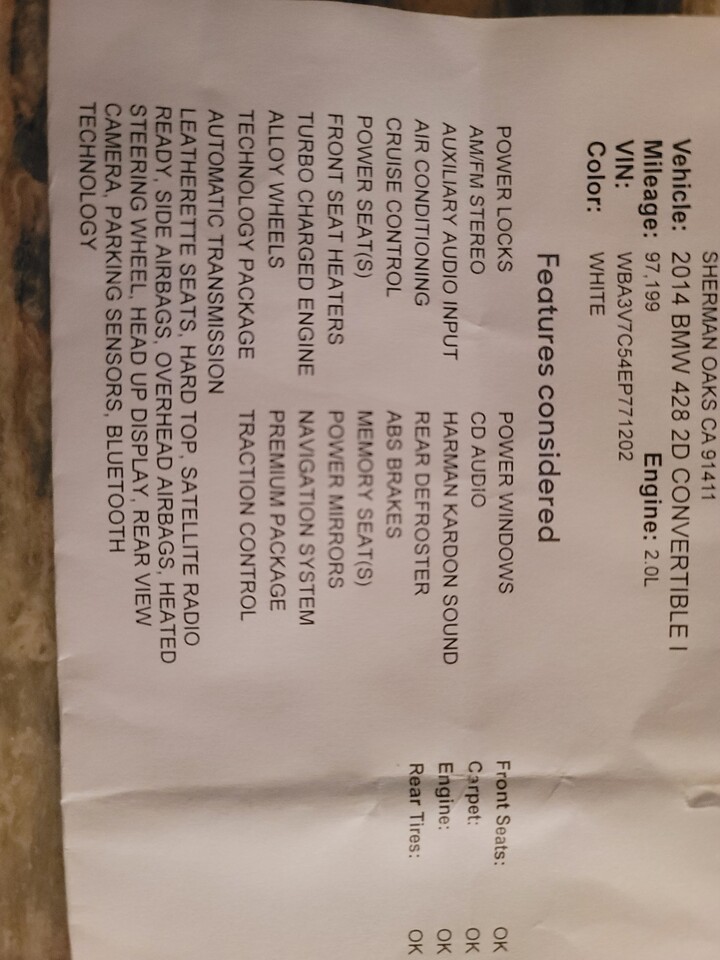 SHERMAN OAKS CA 91411
Vehicle: 2014 BMW 428 2D CONVERTIBLE I
Mileage: 97,199 Engine: 2.0L
VIN: WBA3V7C54EP771202
Color: WHITE
Features considered
POWER LOCKS POWER WINDOWS
AM/FM STEREO CD AUDIO
AUXILIARY AUDIO INPUT HARMAN KARDON SOUND
AIR CONDITIONING REAR DEFROSTER
CRUISE CONTROL ABS BRAKES
POWER SEAT(S) MEMORY SEAT(S)
FRONT SEAT HEATERS POWER MIRRORS
TURBO CHARGED ENGINE NAVIGATION SYSTEM
ALLOY WHEELS PREMIUM PACKAGE
TECHNOLOGY PACKAGE TRACTION CONTROL
AUTOMATIC TRANSMISSION
LEATHERETTE SEATS, HARD TOP, SATELLITE RADIO
READY, SIDE AIRBAGS, OVERHEAD AIRBAGS, HEATED
STEERING WHEEL, HEAD UP DISPLAY, REAR VIEW
CAMERA, PARKING SENSORS, BLUETOOTH
TECHNOLOGY
Front Seats: OK
Carpet: OK
Engine: OK
Rear Tires: OK